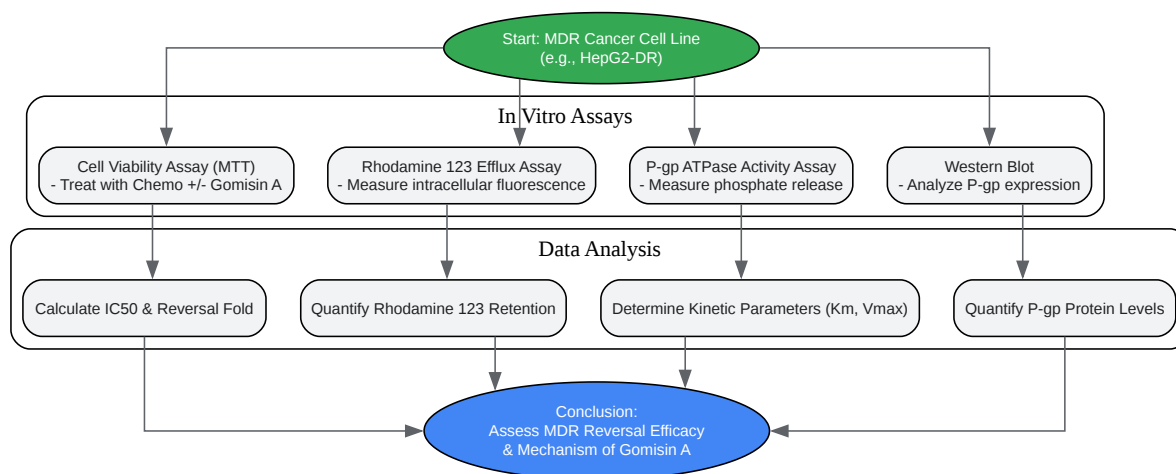 Start: MDR Cancer Cell Line
(e.g., HepG2-DR)
In Vitro Assays
Cell Viability Assay (MTT)
- Treat with Chemo +/- Gomisin A
Rhodamine 123 Efflux Assay
- Measure intracellular fluorescence
P-gp ATPase Activity Assay
- Measure phosphate release
Western Blot
- Analyze P-gp expression
Data Analysis
Calculate IC50 & Reversal Fold
Quantify Rhodamine 123 Retention
Determine Kinetic Parameters (Km, Vmax)
Quantify P-gp Protein Levels
Conclusion:
Assess MDR Reversal Efficacy
& Mechanism of Gomisin A